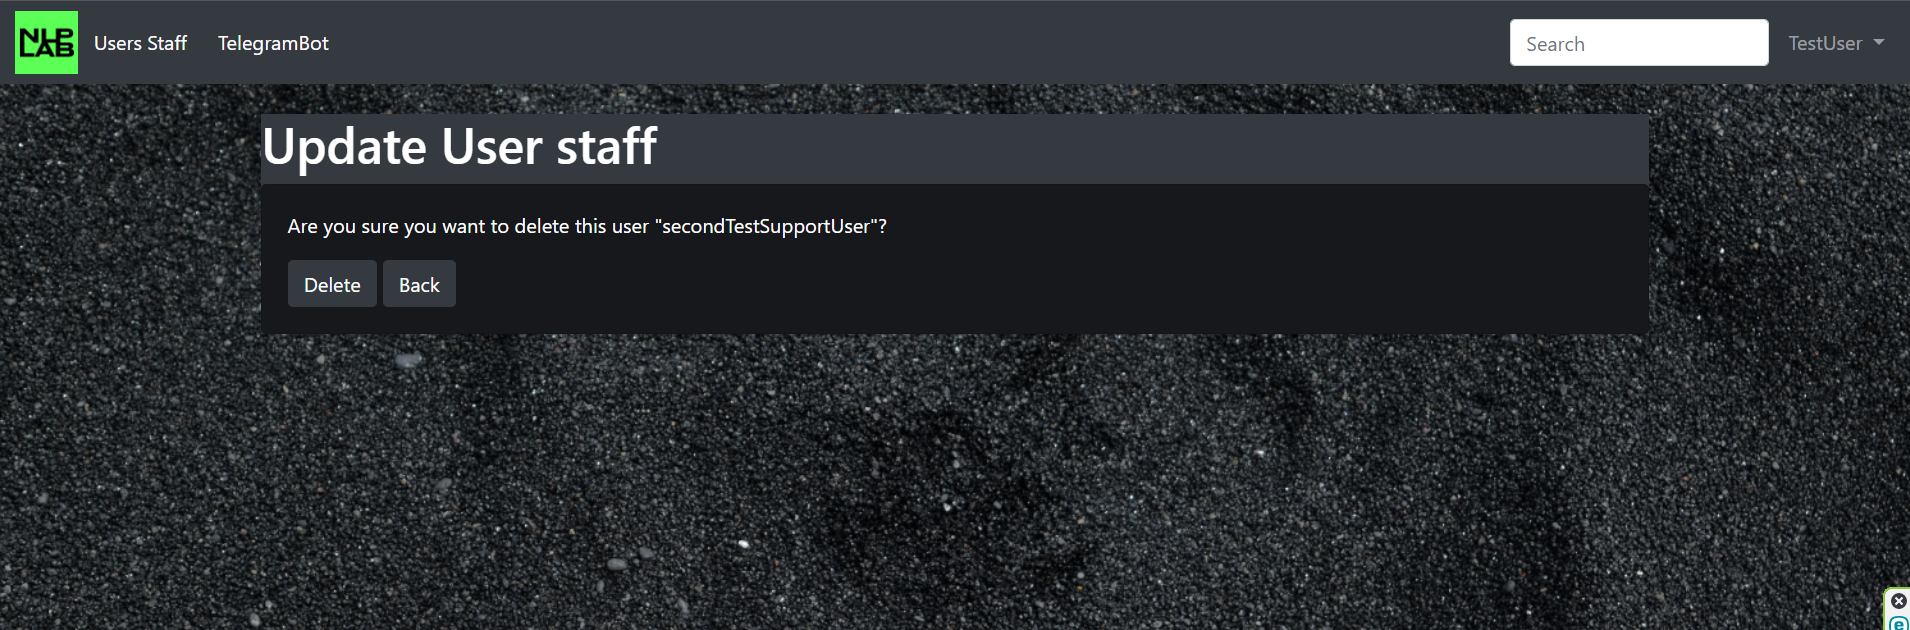 NLP
LAB
Users Staff
TelegramBot
Search
TestUser
Update User staff
Are you sure you want to delete this user "secondTestSupportUser"?
Delete
Back